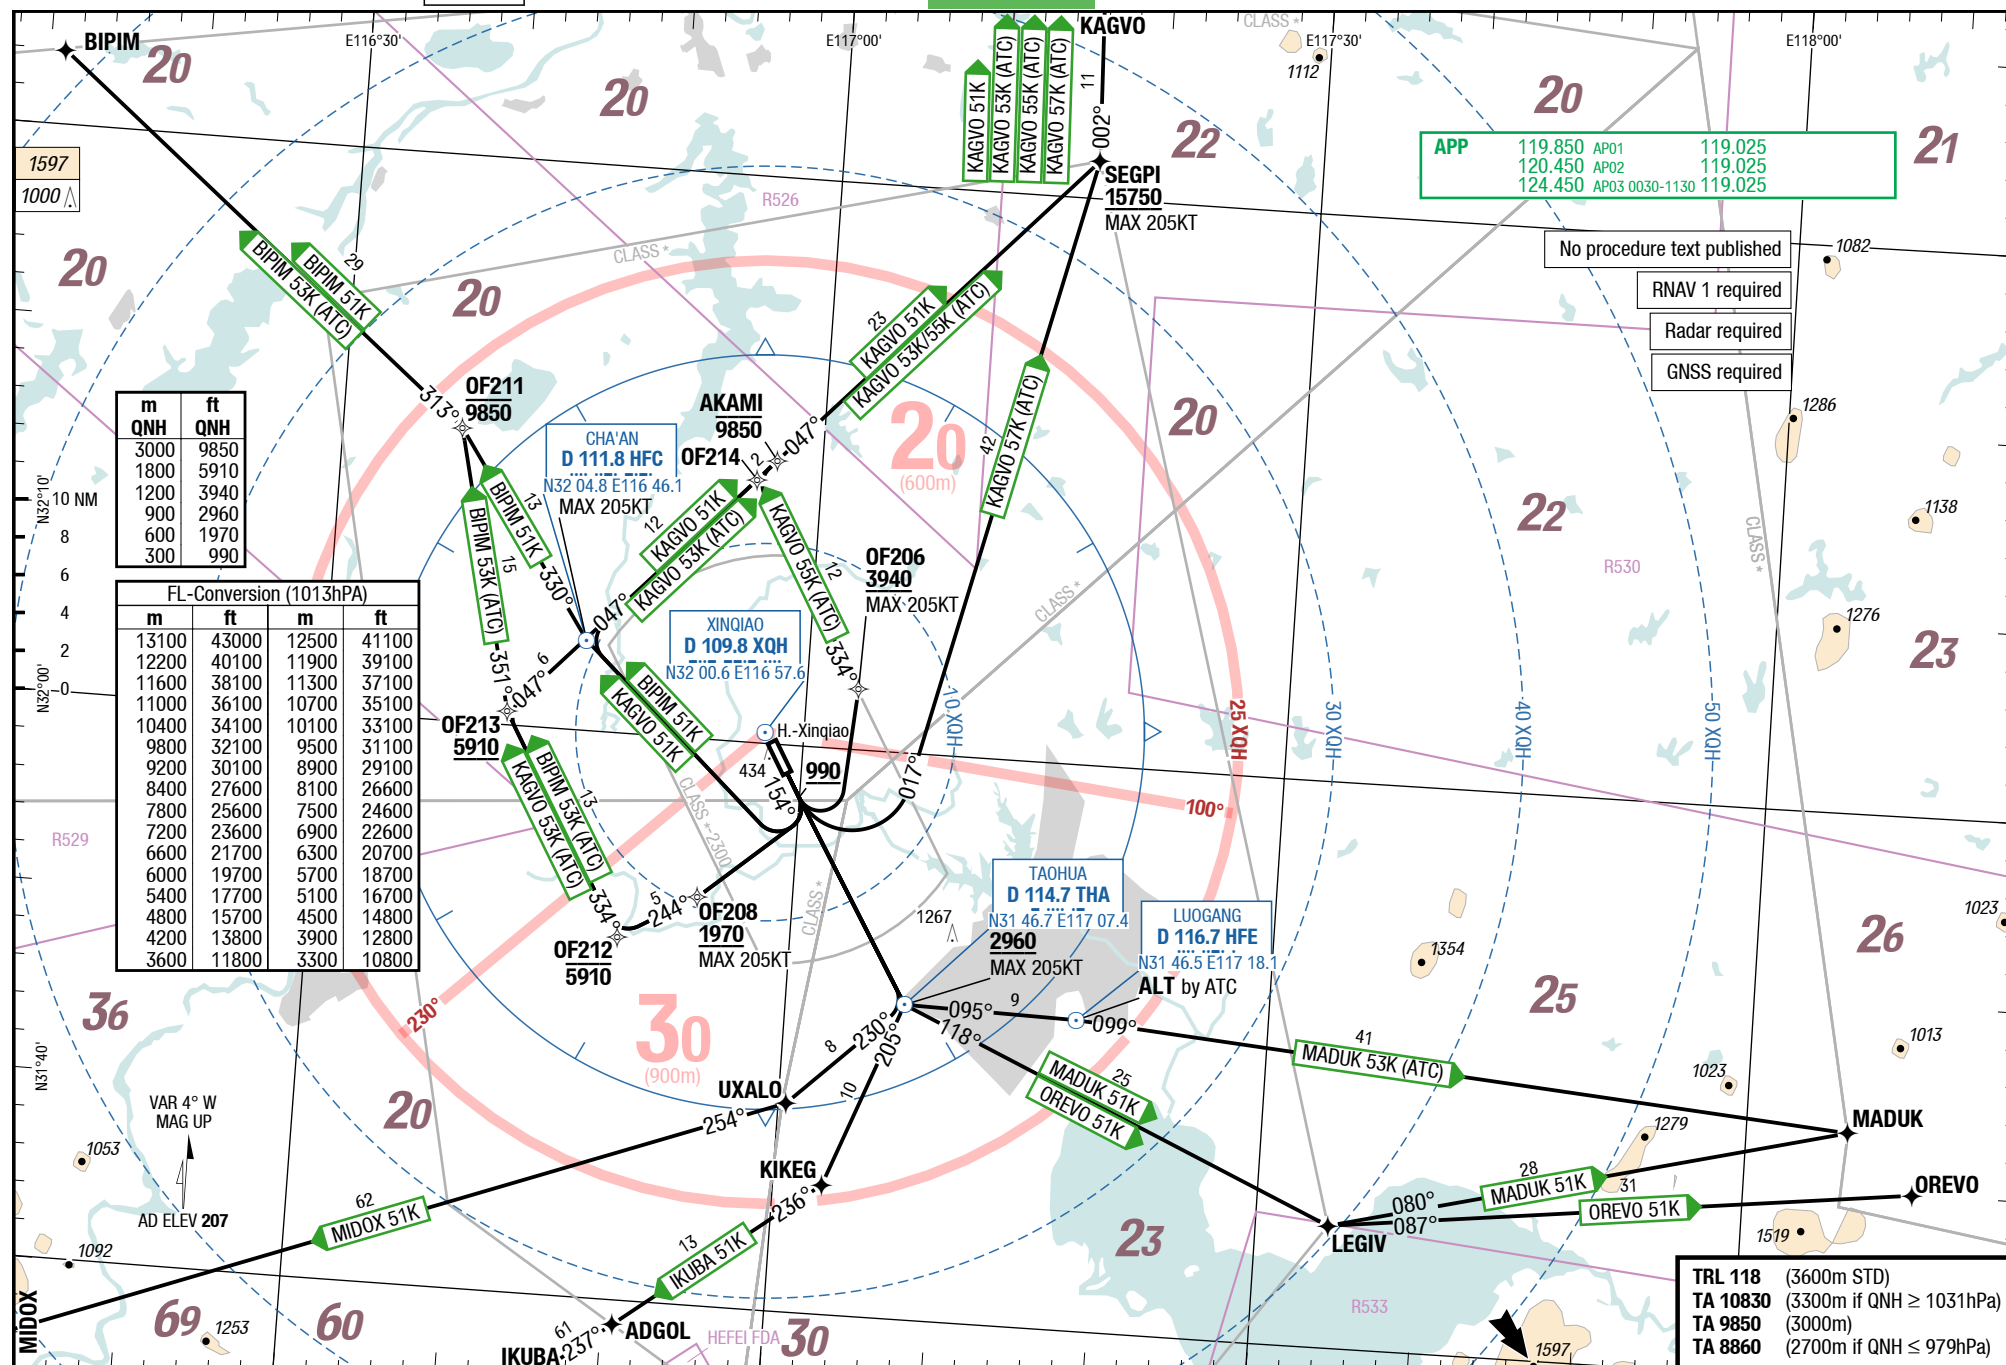 BIPIM
E116°30'
E117°00'
KAGVO
CLASS *
E117°30'
E118°00'
1112
20
20
20
22
21
KAGVO 51K
KAGVO 53K (ATC)
KAGVO 55K (ATC)
KAGVO 57K (ATC)
11
002°
SEGPI
15750
MAX 205KT
APP 119.850 AP01 119.025
120.450 AP02 119.025
124.450 AP03 0030-1130 119.025
1597
1000
R526
No procedure text published
RNAV 1 required
Radar required
GNSS required
1082
20
20
CLASS *
29
BIPIM 51K
BIPIM 53K (ATC)
23
KAGVO 51K
KAGVO 53K/55K (ATC)
42
KAGVO 57K (ATC)
313°
OF211
9850
AKAMI
9850
047°
20
(600m)
20
1286
22
1138
CLASS *
R530
1276
23
m ft
QNH QNH
3000 9850
1800 5910
1200 3940
900 2960
600 1970
300 990
N32°10'
10 NM
8
6
4
2
0
N32°00'
CHA'AN
D 111.8 HFC
N32 04.8 E116 46.1
MAX 205KT
OF214
2
13
BIPIM 51K
330°
15
BIPIM 53K (ATC)
351°
12
KAGVO 51K
KAGVO 53K (ATC)
047°
12
KAGVO 55K (ATC)
334°
OF206
3940
MAX 205KT
CLASS *
FL-Conversion (1013hPA)
m ft m ft
13100 43000 12500 41100
12200 40100 11900 39100
11600 38100 11300 37100
11000 36100 10700 35100
10400 34100 10100 33100
9800 32100 9500 31100
9200 30100 8900 29100
8400 27600 8100 26600
7800 25600 7500 24600
7200 23600 6900 22600
6600 21700 6300 20700
6000 19700 5700 18700
5400 17700 5100 16700
4800 15700 4500 14800
4200 13800 3900 12800
3600 11800 3300 10800
XINQIAO
D 109.8 XQH
N32 00.6 E116 57.6
047°
6
OF213
5910
BIPIM 51K
KAGVO 51K
H.-Xinqiao
434
154°
990
017°
10 XQH
25 XQH
30 XQH
40 XQH
50 XQH
100°
R529
13
BIPIM 53K (ATC)
KAGVO 53K (ATC)
334°
CLASS *-2300
CLASS *
5
244°
OF208
1970
MAX 205KT
OF212
5910
1267
TAOHUA
D 114.7 THA
N31 46.7 E117 07.4
2960
MAX 205KT
LUOGANG
D 116.7 HFE
N31 46.5 E117 18.1
ALT by ATC
1354
1023
26
25
36
230°
30
(900m)
230°
205°
8
10
095°
9
118°
099°
41
MADUK 53K (ATC)
1013
1023
1279
MADUK
N31°40'
VAR 4° W
MAG UP
AD ELEV 207
1053
20
UXALO
254°
25
MADUK 51K
OREVO 51K
KIKEG
236°
62
MIDOX 51K
13
IKUBA 51K
28
MADUK 51K
080°
31
OREVO 51K
087°
OREVO
LEGIV
1519
23
1092
MIDOX
69
1253
60
61
IKUBA
237°
ADGOL
HEFEI FDA
30
R533
1597
TRL 118 (3600m STD)
TA 10830 (3300m if QNH ≥ 1031hPa)
TA 9850 (3000m)
TA 8860 (2700m if QNH ≤ 979hPa)